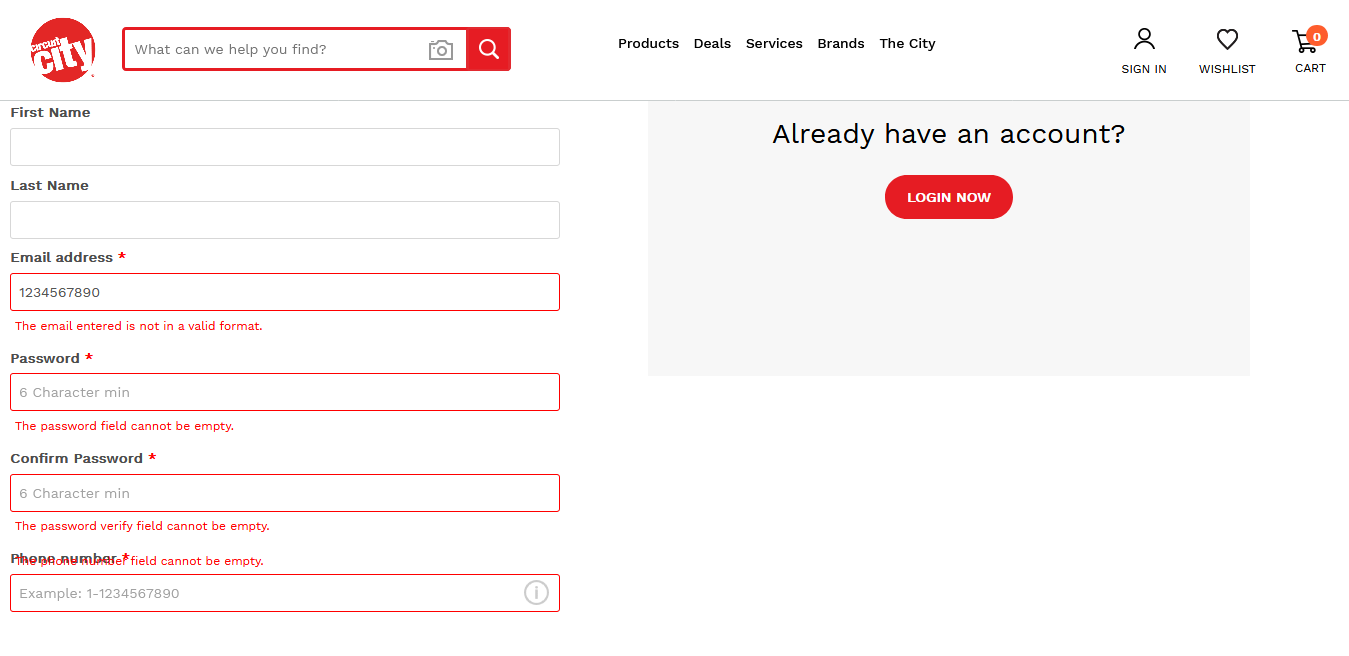 circuit
city
What can we help you find?
Products Deals Services Brands The City
SIGN IN
WISHLIST
0
CART
First Name
Last Name
Email address *
1234567890
The email entered is not in a valid format.
Password *
6 Character min
The password field cannot be empty.
Confirm Password *
6 Character min
The password verify field cannot be empty.
Phone number *
The phone number field cannot be empty.
Example: 1-1234567890
Already have an account?
LOGIN NOW